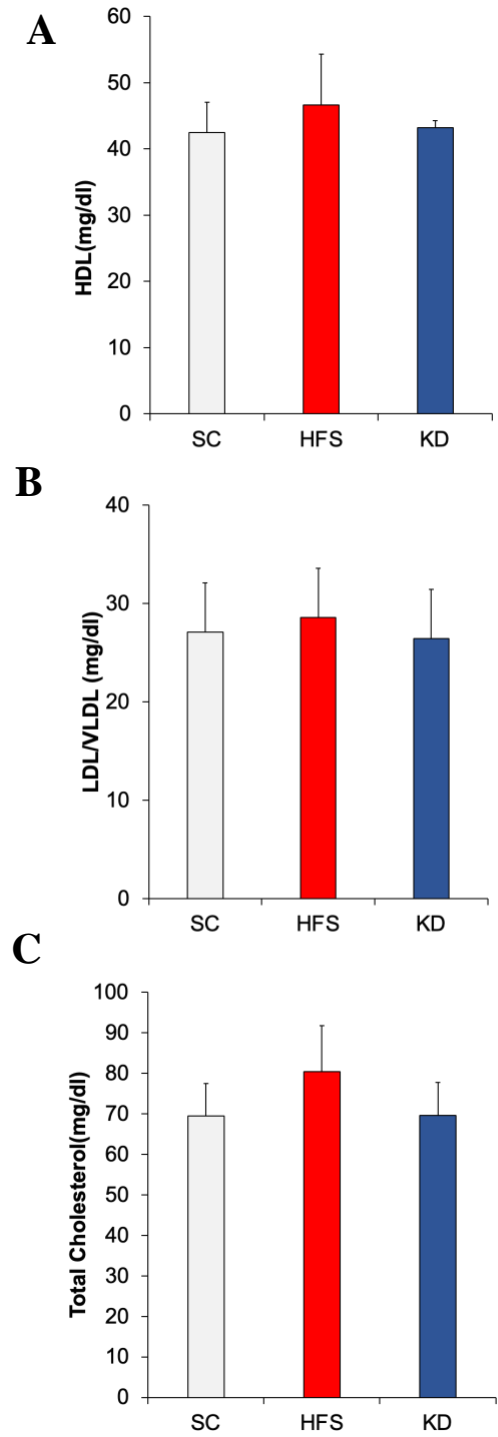 A
HDL(mg/dl)
60
50
40
30
20
10
0
SC HFS KD
B
LDL/VLDL (mg/dl)
40
30
20
10
0
SC HFS KD
C
Total Cholesterol(mg/dl)
100
90
80
70
60
50
40
30
20
10
0
SC HFS KD